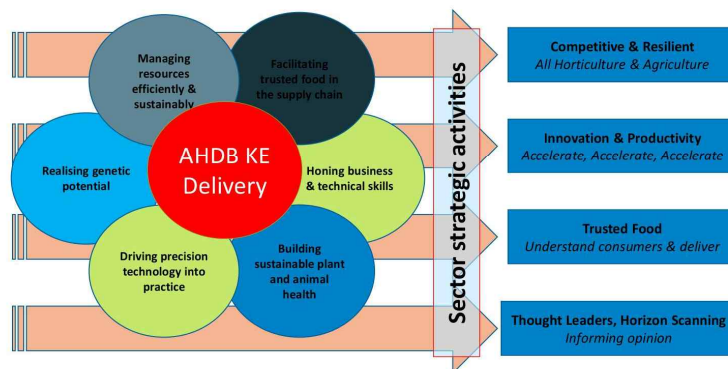 Managing
resources
efficiently &
sustainably
Facilitating
trusted food in
the supply chain
Realising genetic
potential
AHDB KE
Delivery
Honing business
& technical skills
Driving precision
technology into
practice
Building
sustainable plant
and animal
health
Sector strategic activities
Competitive & Resilient
All Horticulture & Agriculture
Innovation & Productivity
Accelerate, Accelerate, Accelerate
Trusted Food
Understand consumers & deliver
Thought Leaders, Horizon Scanning
Informing opinion